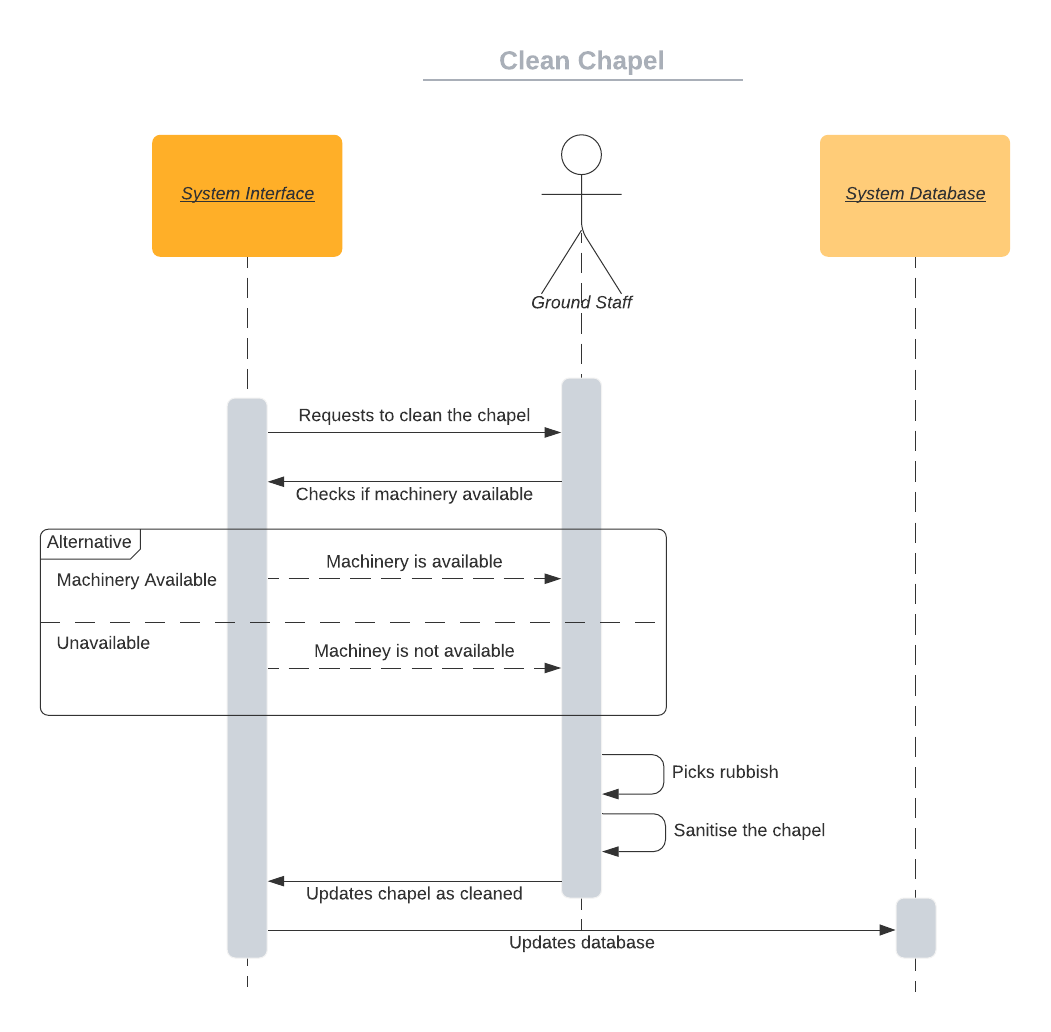 Clean Chapel
System Interface
Ground Staff
System Database
Requests to clean the chapel
Checks if machinery available
Alternative
Machinery Available
Machinery is available
Unavailable
Machiney is not available
Picks rubbish
Sanitise the chapel
Updates chapel as cleaned
Updates database